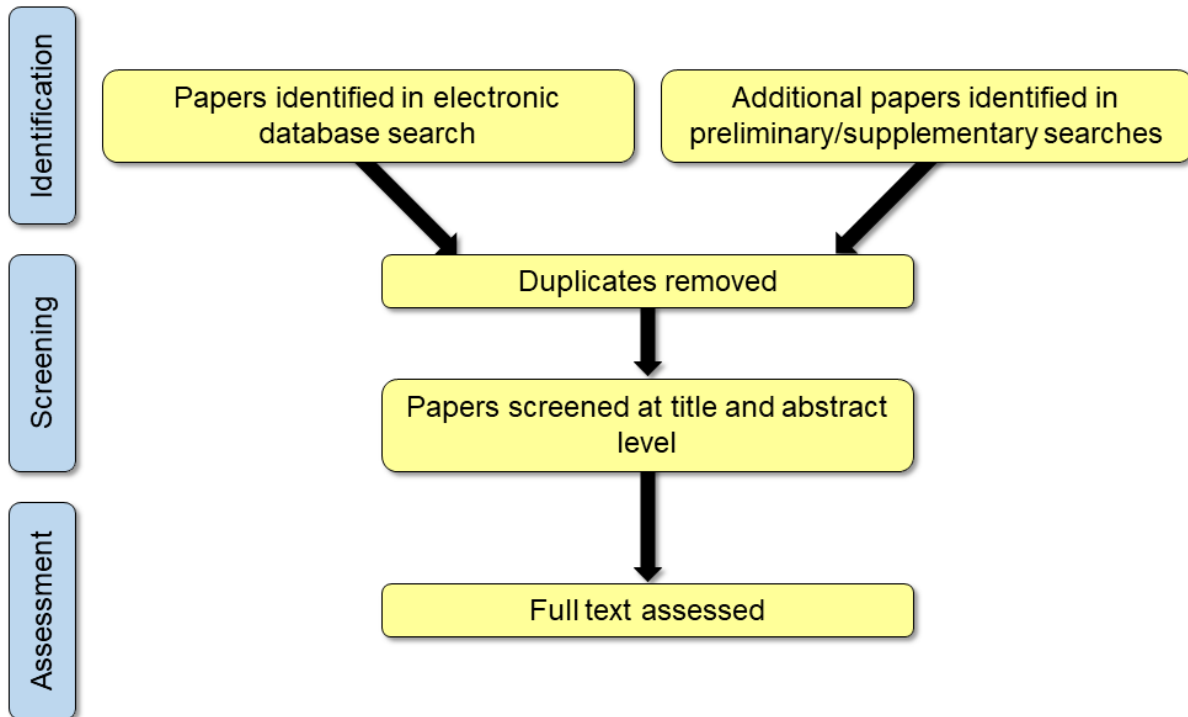 Identification
Papers identified in electronic
database search
Additional papers identified in
preliminary/supplementary searches
Screening
Duplicates removed
Papers screened at title and abstract
level
Assessment
Full text assessed